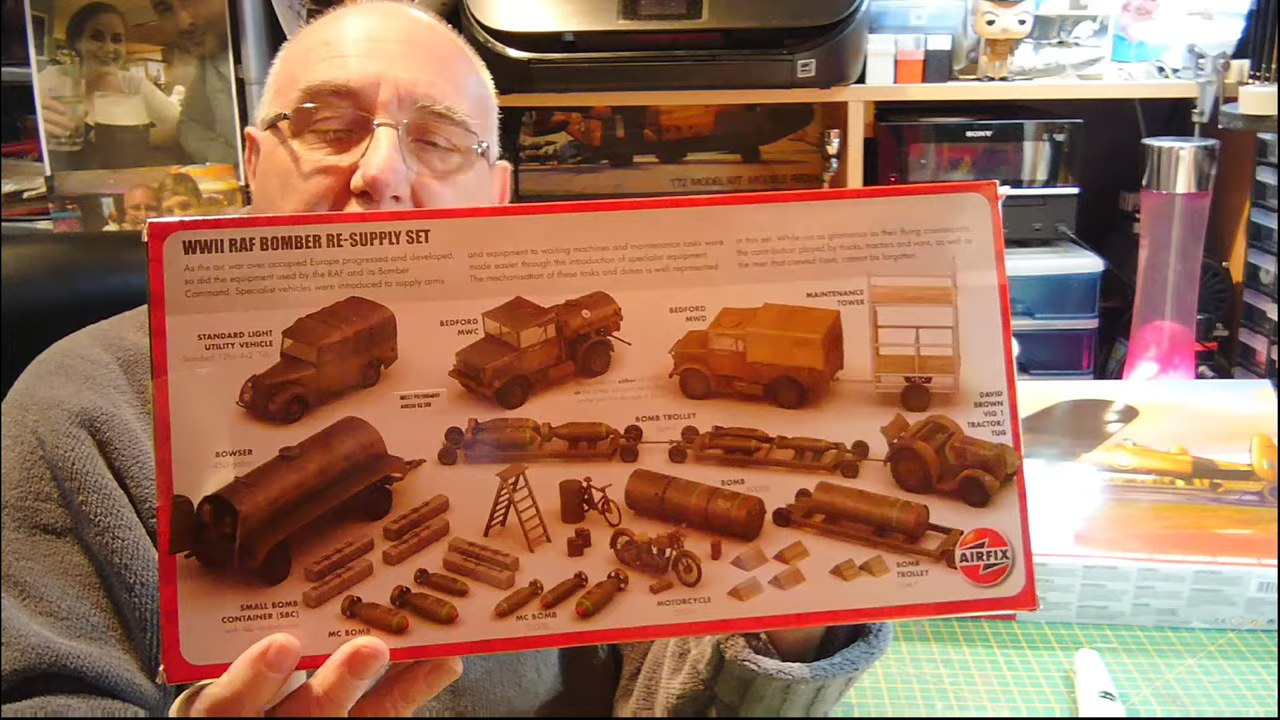 SONY
1:72 MODEL KIT
WWII RAF BOMBER RE-SUPPLY SET
As the air war over occupied Europe progressed and developed,
so did the equipment used by the RAF and its Bomber
Command. Specialist vehicles were introduced to supply arms
and equipment to waiting machines and maintenance tasks were
made easier through the introduction of specialist equipment.
The mechanisation of these tasks and duties is well represented
in this set. While not as glamorous as their flying counterparts
the contribution played by trucks, tractors and vans, as well as
the men that crewed them, cannot be forgotten.
STANDARD LIGHT
UTILITY VEHICLE
BEDFORD
MWC
BEDFORD
MWD
MAINTENANCE
TOWER
BOMB TROLLEY
DAVID
BROWN
VIG 1
TRACTOR/
TUG
BOWSER
450 gallon
BOMB
SMALL BOMB
CONTAINER (SBC)
MC BOMB
MC BOMB
MOTORCYCLE
BOMB
TROLLEY
AIRFIX